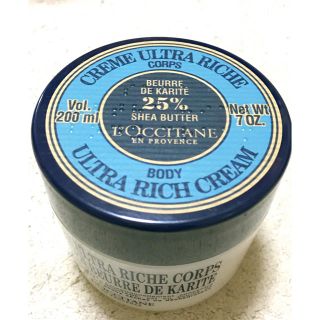 CREME ULTRA RICHE
CORPS
BEURRE
DE KARITÉ
25%
SHEA BUTTER
Vol.
200 ml
Net Wt
7 OZ.
L'OCCITANE
EN PROVENCE
BODY
ULTRA RICH CREAM
ULTRA RICHE CORPS
BEURRE DE KARITÉ